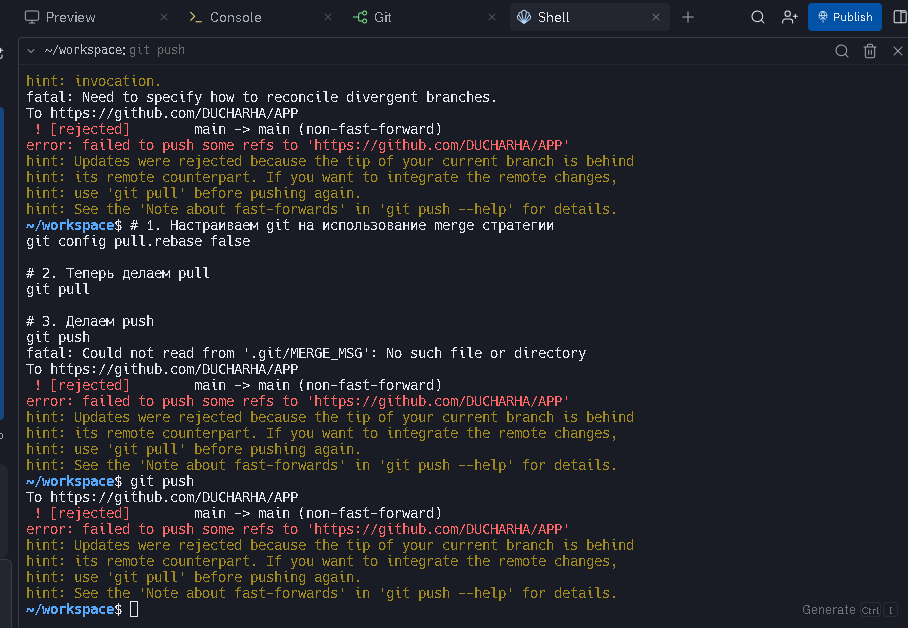 Preview
Console
Git
Shell
Publish
~/workspace: git push
hint: invocation.
fatal: Need to specify how to reconcile divergent branches.
To https://github.com/DUCHARHA/APP
! [rejected] main -> main (non-fast-forward)
error: failed to push some refs to 'https://github.com/DUCHARHA/APP'
hint: Updates were rejected because the tip of your current branch is behind
hint: its remote counterpart. If you want to integrate the remote changes,
hint: use 'git pull' before pushing again.
hint: See the 'Note about fast-forwards' in 'git push --help' for details.
~/workspace$ # 1. Настраиваем git на использование merge стратегии
git config pull.rebase false
# 2. Теперь делаем pull
git pull
# 3. Делаем push
git push
fatal: Could not read from '.git/MERGE_MSG': No such file or directory
To https://github.com/DUCHARHA/APP
! [rejected] main -> main (non-fast-forward)
error: failed to push some refs to 'https://github.com/DUCHARHA/APP'
hint: Updates were rejected because the tip of your current branch is behind
hint: its remote counterpart. If you want to integrate the remote changes,
hint: use 'git pull' before pushing again.
hint: See the 'Note about fast-forwards' in 'git push --help' for details.
~/workspace$ git push
To https://github.com/DUCHARHA/APP
! [rejected] main -> main (non-fast-forward)
error: failed to push some refs to 'https://github.com/DUCHARHA/APP'
hint: Updates were rejected because the tip of your current branch is behind
hint: its remote counterpart. If you want to integrate the remote changes,
hint: use 'git pull' before pushing again.
hint: See the 'Note about fast-forwards' in 'git push --help' for details.
~/workspace$
Generate Ctrl I